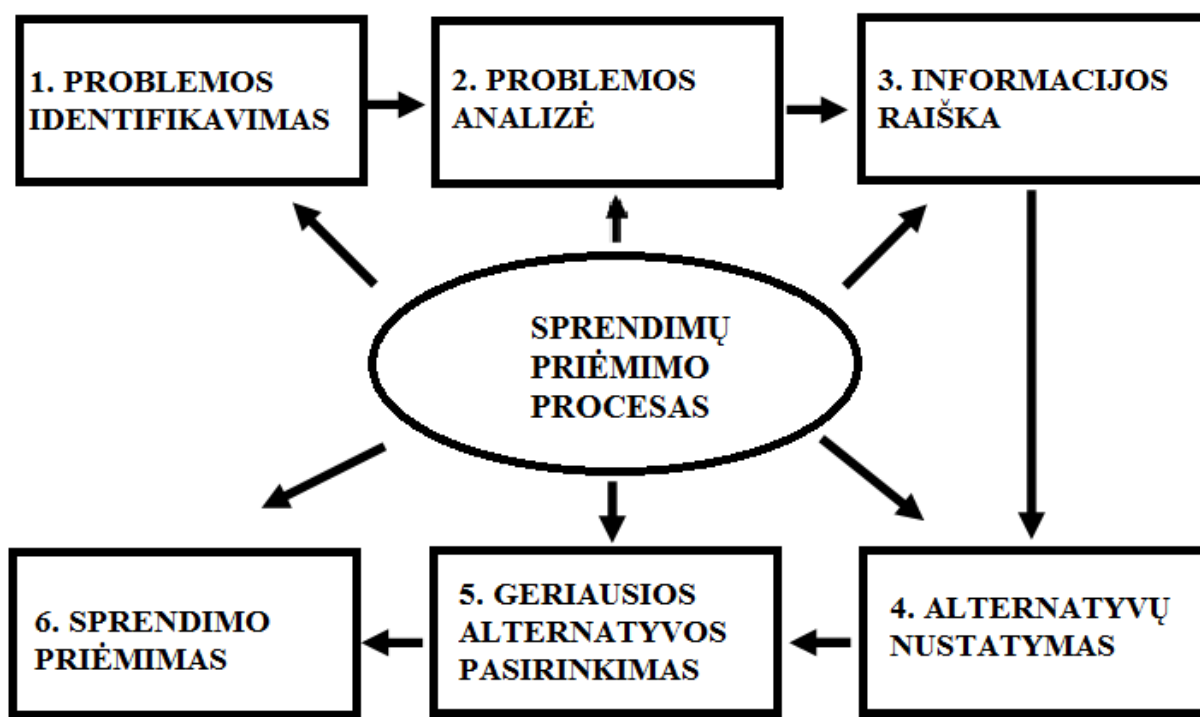 1. PROBLEMOS
IDENTIFIKAVIMAS
2. PROBLEMOS
ANALIZĖ
3. INFORMACIJOS
RAIŠKA
SPRENDIMŲ
PRIĖMIMO
PROCESAS
4. ALTERNATYVŲ
NUSTATYMAS
5. GERIAUSIOS
ALTERNATYVOS
PASIRINKIMAS
6. SPRENDIMO
PRIĖMIMAS